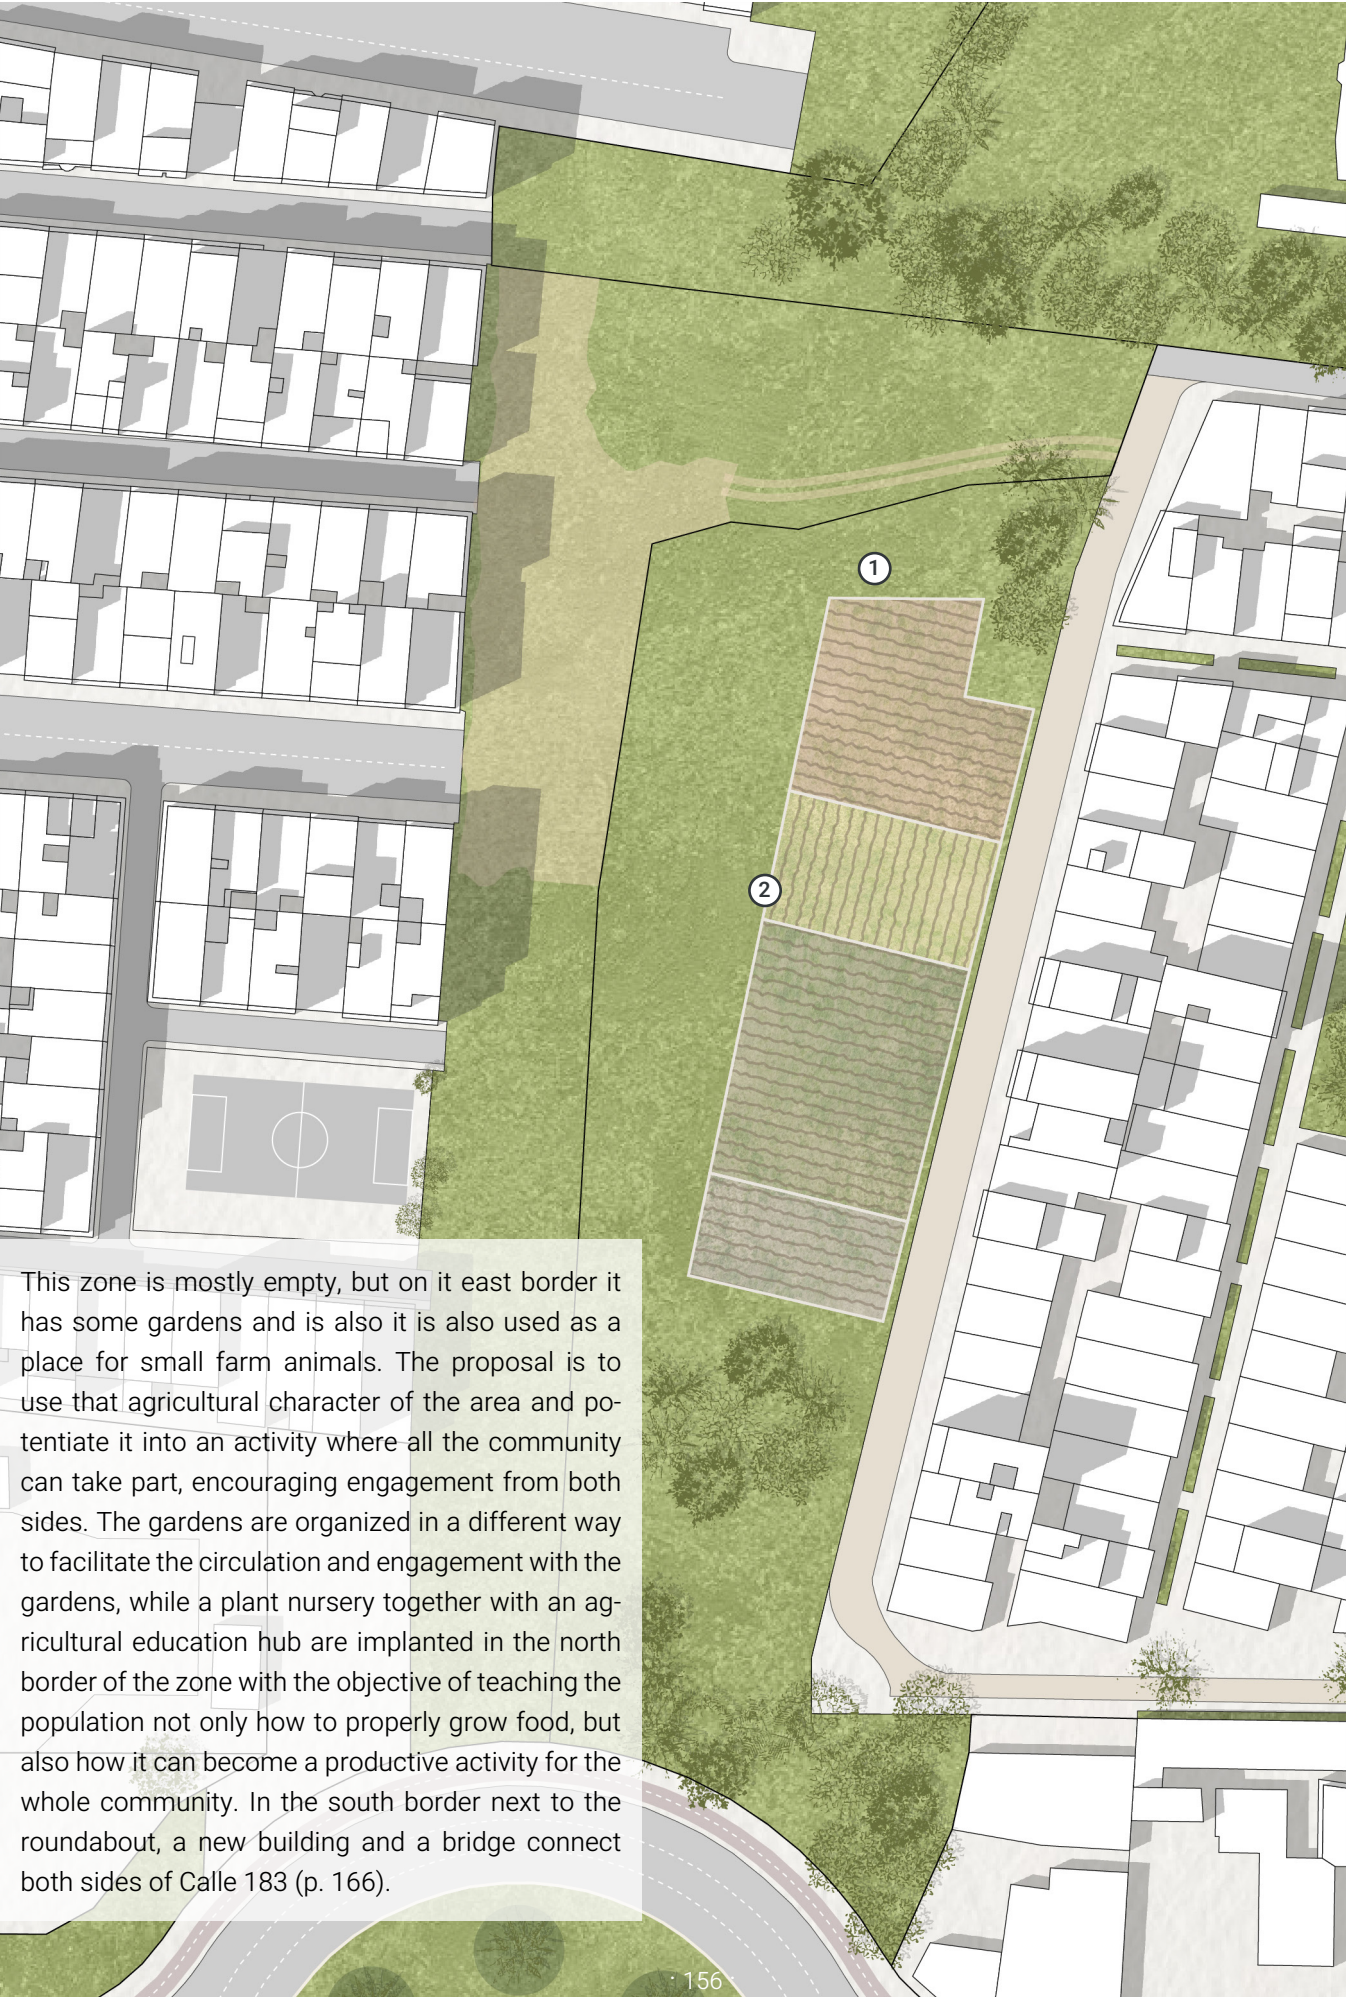 1
2
This zone is mostly empty, but on it east border it
has some gardens and is also it is also used as a
place for small farm animals. The proposal is to
use that agricultural character of the area and po-
tentiate it into an activity where all the community
can take part, encouraging engagement from both
sides. The gardens are organized in a different way
to facilitate the circulation and engagement with the
gardens, while a plant nursery together with an ag-
ricultural education hub are implanted in the north
border of the zone with the objective of teaching the
population not only how to properly grow food, but
also how it can become a productive activity for the
whole community. In the south border next to the
roundabout, a new building and a bridge connect
both sides of Calle 183 (p. 166).
· 156 ·